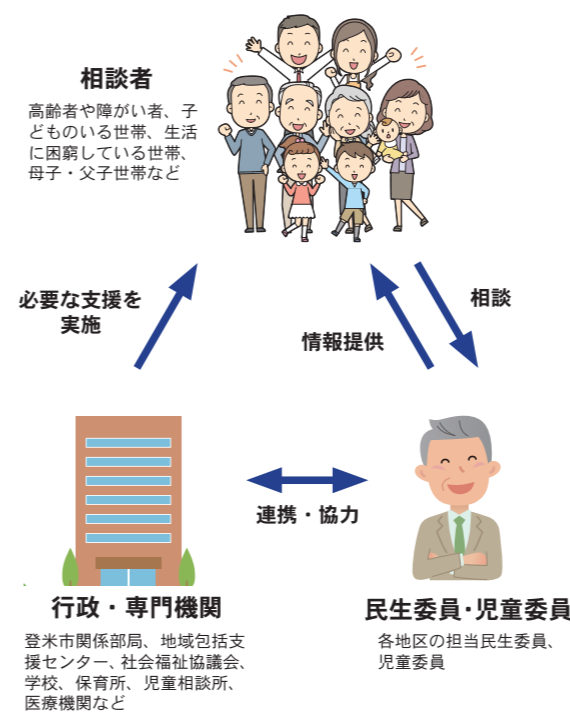 相談者
高齢者や障がい者、子
どものいる世帯、生活
に困窮している世帯、
母子・父子世帯など
必要な支援を
実施
情報提供
相談
連携・協力
行政・専門機関
登米市関係部局、地域包括支
援センター、社会福祉協議会、
学校、保育所、児童相談所、
医療機関など
民生委員・児童委員
各地区の担当民生委員、
児童委員